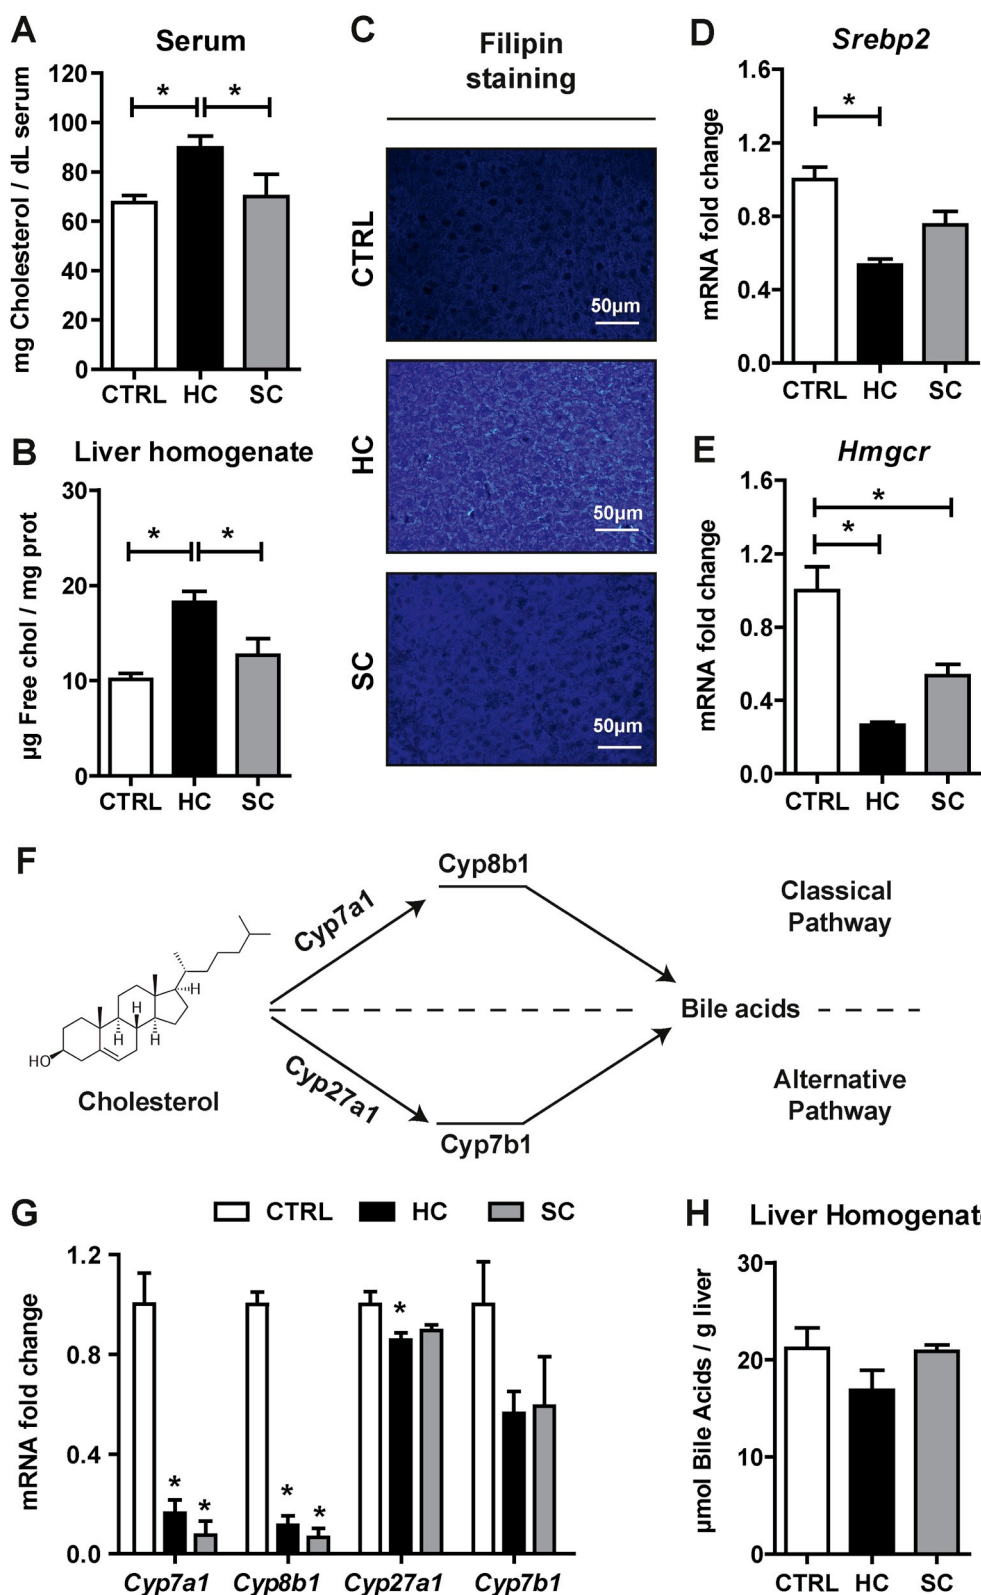 A
Serum
mg Cholesterol / dL serum
120
100
80
60
40
20
0
*
*
CTRL
HC
SC
B
Liver homogenate
µg Free chol / mg prot
30
20
10
0
*
*
CTRL
HC
SC
C
Filipin
staining
CTRL
50µm
HC
50µm
SC
50µm
D
Srebp2
mRNA fold change
1.6
1.2
0.8
0.4
0.0
*
CTRL
HC
SC
E
Hmgcr
mRNA fold change
1.6
1.2
0.8
0.4
0.0
*
*
CTRL
HC
SC
F
Cyp8b1
Classical
Pathway
Cyp7a1
H
H
H
H
HO
Cholesterol
Bile acids
Cyp27a1
Alternative
Pathway
Cyp7b1
G
CTRL
HC
SC
mRNA fold change
1.2
0.8
0.4
0.0
*
*
*
*
*
Cyp7a1
Cyp8b1
Cyp27a1
Cyp7b1
H
Liver Homogenat
µmol Bile Acids / g liver
30
20
10
0
CTRL
HC
SC